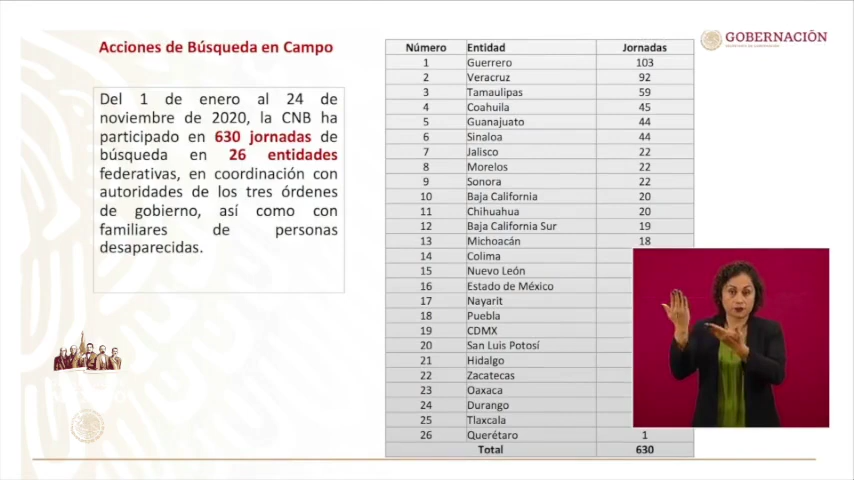 Acciones de Búsqueda en Campo
Del 1 de enero al 24 de
noviembre de 2020, la CNB ha
participado en 630 jornadas de
búsqueda en 26 entidades
federativas, en coordinación con
autoridades de los tres órdenes
de gobierno, así como con
familiares de personas
desaparecidas.
Número Entidad Jornadas
1 Guerrero 103
2 Veracruz 92
3 Tamaulipas 59
4 Coahuila 45
5 Guanajuato 44
6 Sinaloa 44
7 Jalisco 22
8 Morelos 22
9 Sonora 22
10 Baja California 20
11 Chihuahua 20
12 Baja California Sur 19
13 Michoacán 18
14 Colima
15 Nuevo León
16 Estado de México
17 Nayarit
18 Puebla
19 CDMX
20 San Luis Potosí
21 Hidalgo
22 Zacatecas
23 Oaxaca
24 Durango
25 Tlaxcala
26 Querétaro 1
Total 630
GOBERNACIÓN
SECRETARÍA DE GOBERNACIÓN